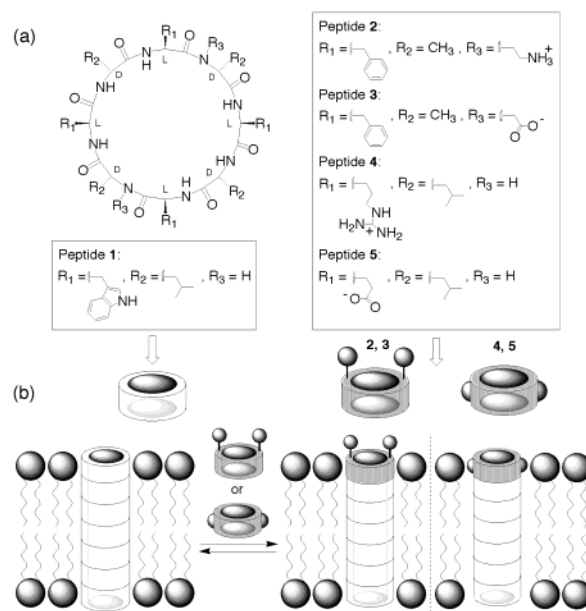 (a)
R₁
O
O
R₃
R₂
HN
N
R₂
N
H
L
D
D
O
NH
O
HN
R₁
L
L
R₁
NH
O
O
NH
D
D
R₂
N
L
N
H
R₂
R₃
O
R₁
O
Peptide 1:
R₁ = , R₂ = , R₃ = H
NH
Peptide 2:
R₁ = , R₂ = CH₃ , R₃ = NH₃⁺
Peptide 3:
R₁ = , R₂ = CH₃ , R₃ = O⁻
O
Peptide 4:
R₁ = , R₂ = , R₃ = H
NH
H₂N
+
NH₂
Peptide 5:
R₁ = , R₂ = , R₃ = H
⁻O
O
2, 3
4, 5
(b)
or